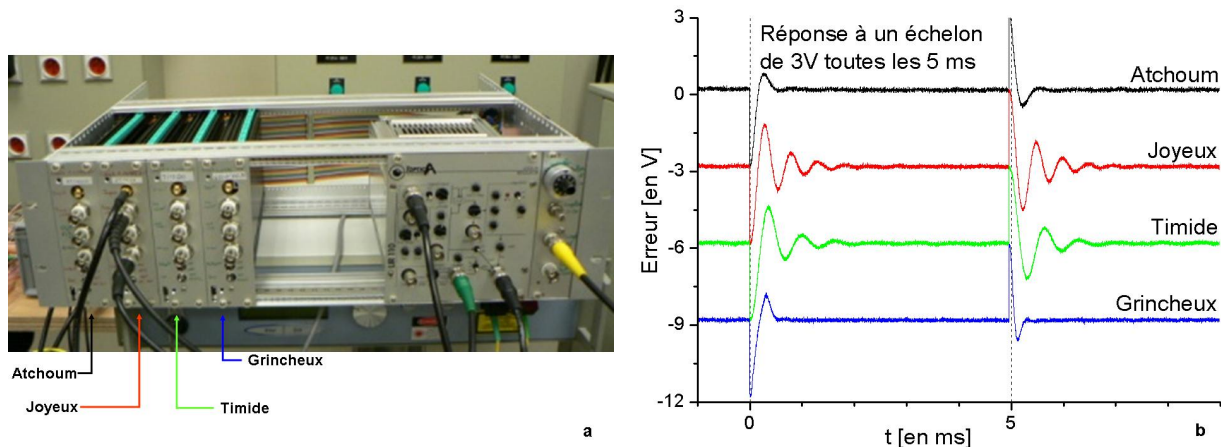 Atchoum
Joyeux
Timide
Grincheux
a
Réponse à un échelon
de 3V toutes les 5 ms
Atchoum
Joyeux
Timide
Grincheux
Erreur [en V]
3
0
-3
-6
-9
-12
0
5
t [en ms]
b